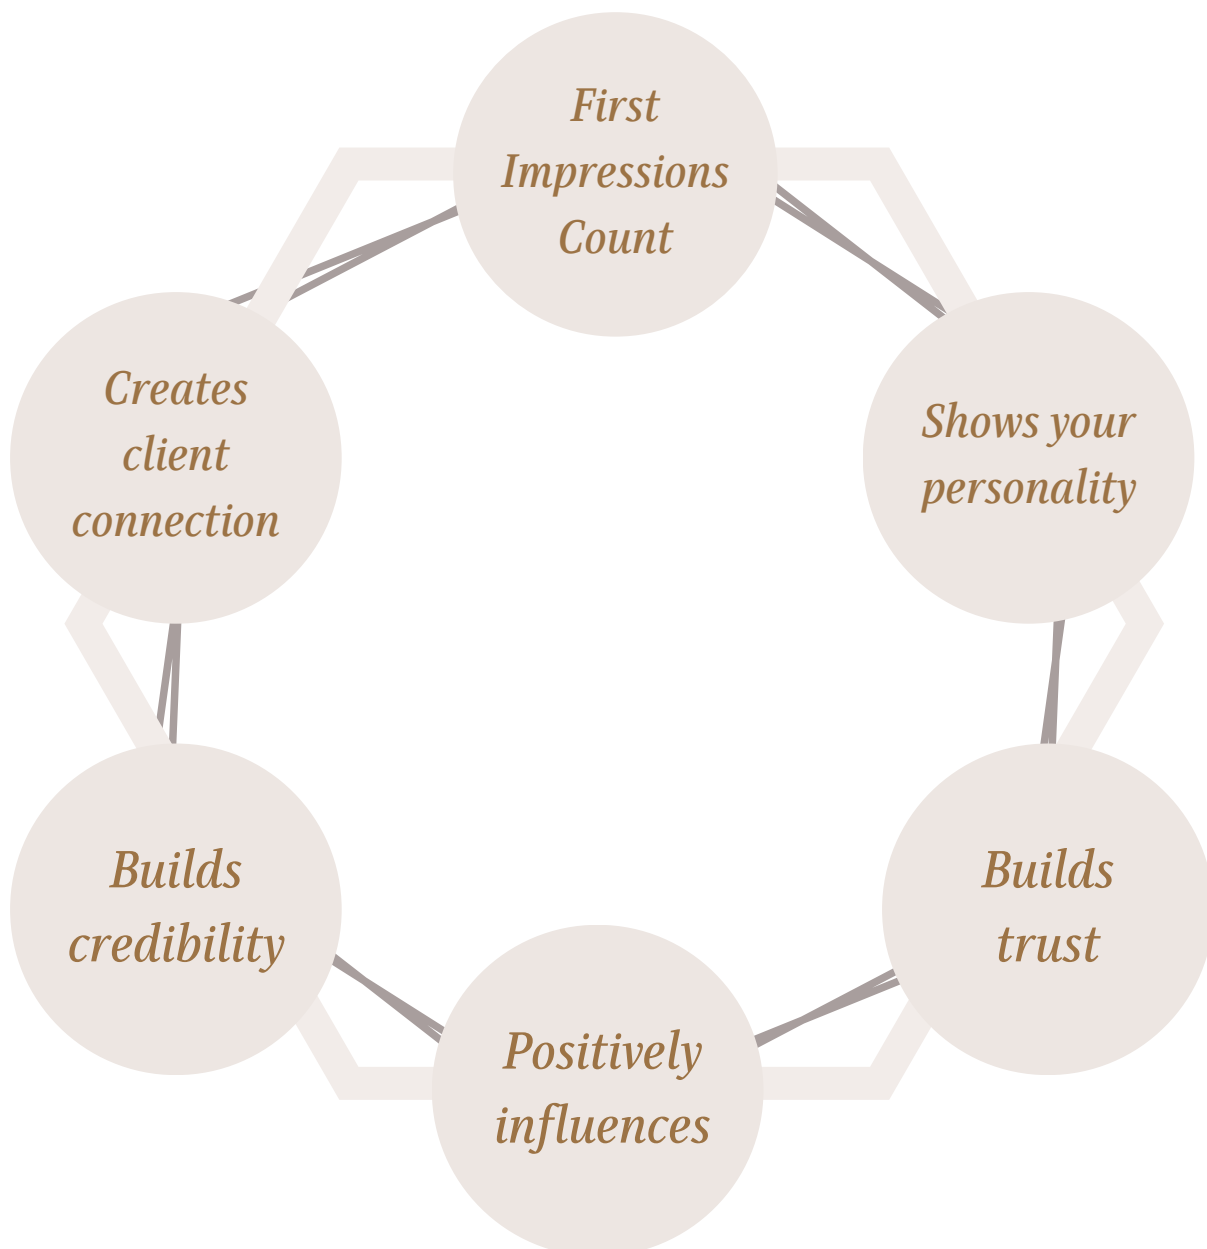 First
Impressions
Count
Shows your
personality
Builds
trust
Positively
influences
Builds
credibility
Creates
client
connection